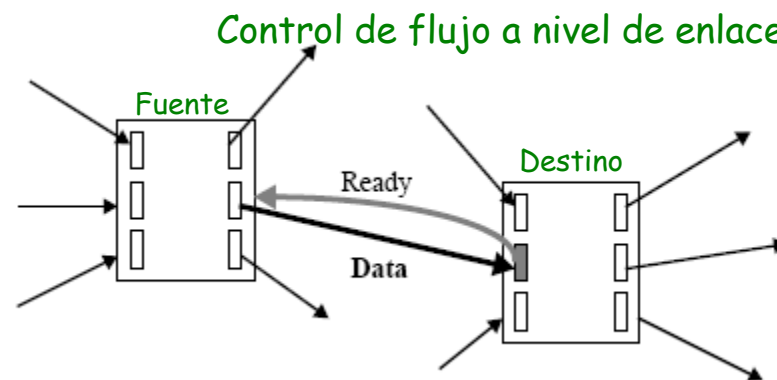 Control de flujo a nivel de enlace
Fuente
Destino
Ready
Data